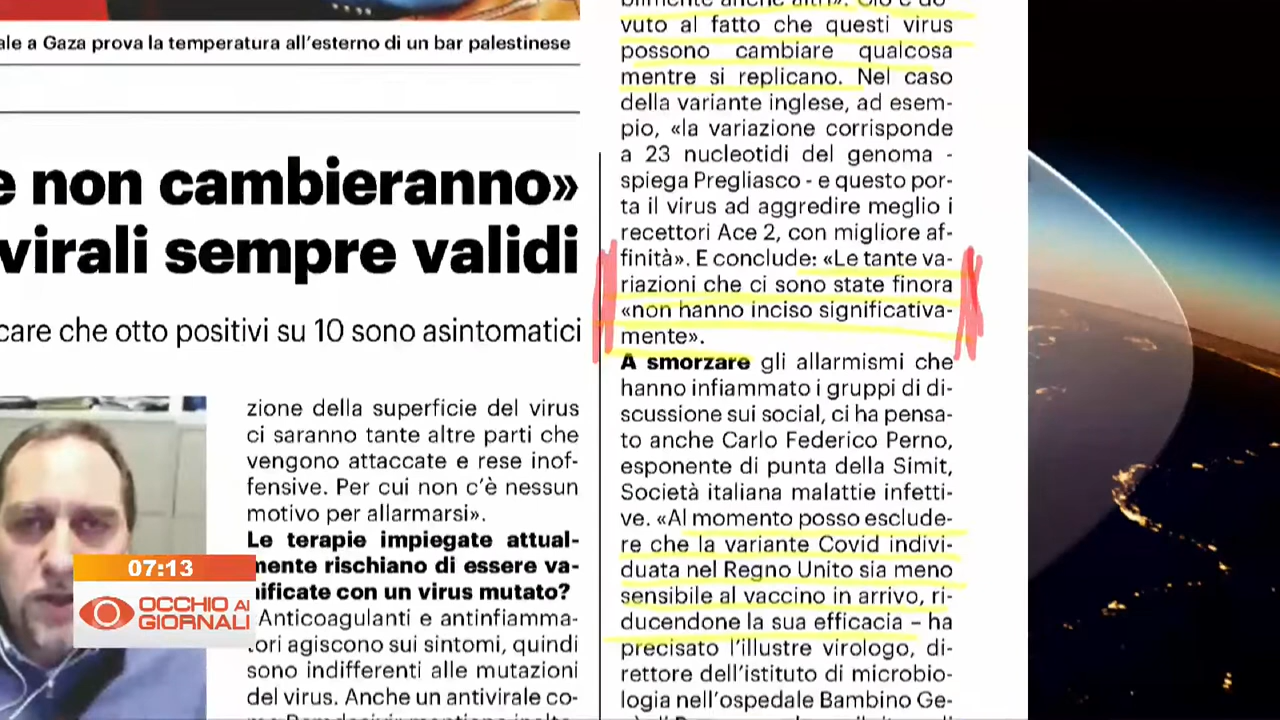 ale a Gaza prova la temperatura all'esterno di un bar palestinese
e non cambieranno»
virali sempre validi
care che otto positivi su 10 sono asintomatici
zione della superficie del virus
ci saranno tante altre parti che
vengono attaccate e rese inof-
fensive. Per cui non c'è nessun
motivo per allarmarsi».
Le terapie impiegate attual-
mente rischiano di essere va-
nificate con un virus mutato?
Anticoagulanti e antinfiamma-
tori agiscono sui sintomi, quindi
sono indifferenti alle mutazioni
del virus. Anche un antivirale co-
bilmente anche altri». Ciò è do-
vuto al fatto che questi virus
possono cambiare qualcosa
mentre si replicano. Nel caso
della variante inglese, ad esem-
pio, «la variazione corrisponde
a 23 nucleotidi del genoma -
spiega Pregliasco - e questo por-
ta il virus ad aggredire meglio i
recettori Ace 2, con migliore af-
finità». E conclude: «Le tante va-
riazioni che ci sono state finora
«non hanno inciso significativa-
mente».
A smorzare gli allarmismi che
hanno infiammato i gruppi di di-
scussione sui social, ci ha pensa-
to anche Carlo Federico Perno,
esponente di punta della Simit,
Società italiana malattie infetti-
ve. «Al momento posso esclude-
re che la variante Covid indivi-
duata nel Regno Unito sia meno
sensibile al vaccino in arrivo, ri-
ducendone la sua efficacia – ha
precisato l'illustre virologo, di-
rettore dell'istituto di microbio-
logia nell'ospedale Bambino Ge-
07:13
OCCHIO AI
GIORNALI